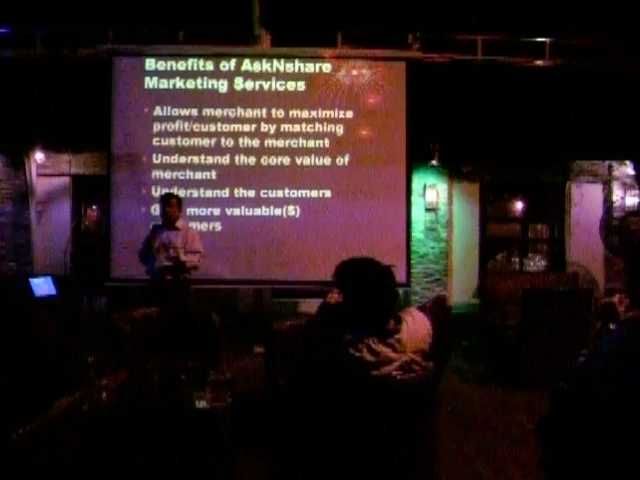 Benefits of AskNshare
Marketing Services
Allows merchant to maximize
profit/customer by matching
customer to the merchant
Understand the core value of
merchant
Understand the customers
more valuable($)